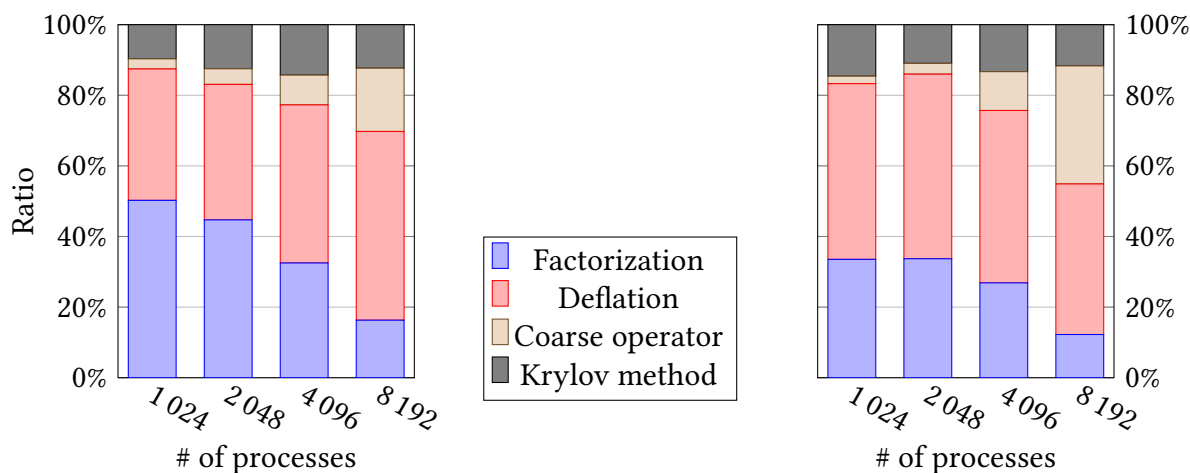 100%
80%
60%
40%
20%
0%
Ratio
1 024
2 048
4 096
8 192
# of processes
Factorization
Deflation
Coarse operator
Krylov method
100%
80%
60%
40%
20%
0%
1 024
2 048
4 096
8 192
# of processes